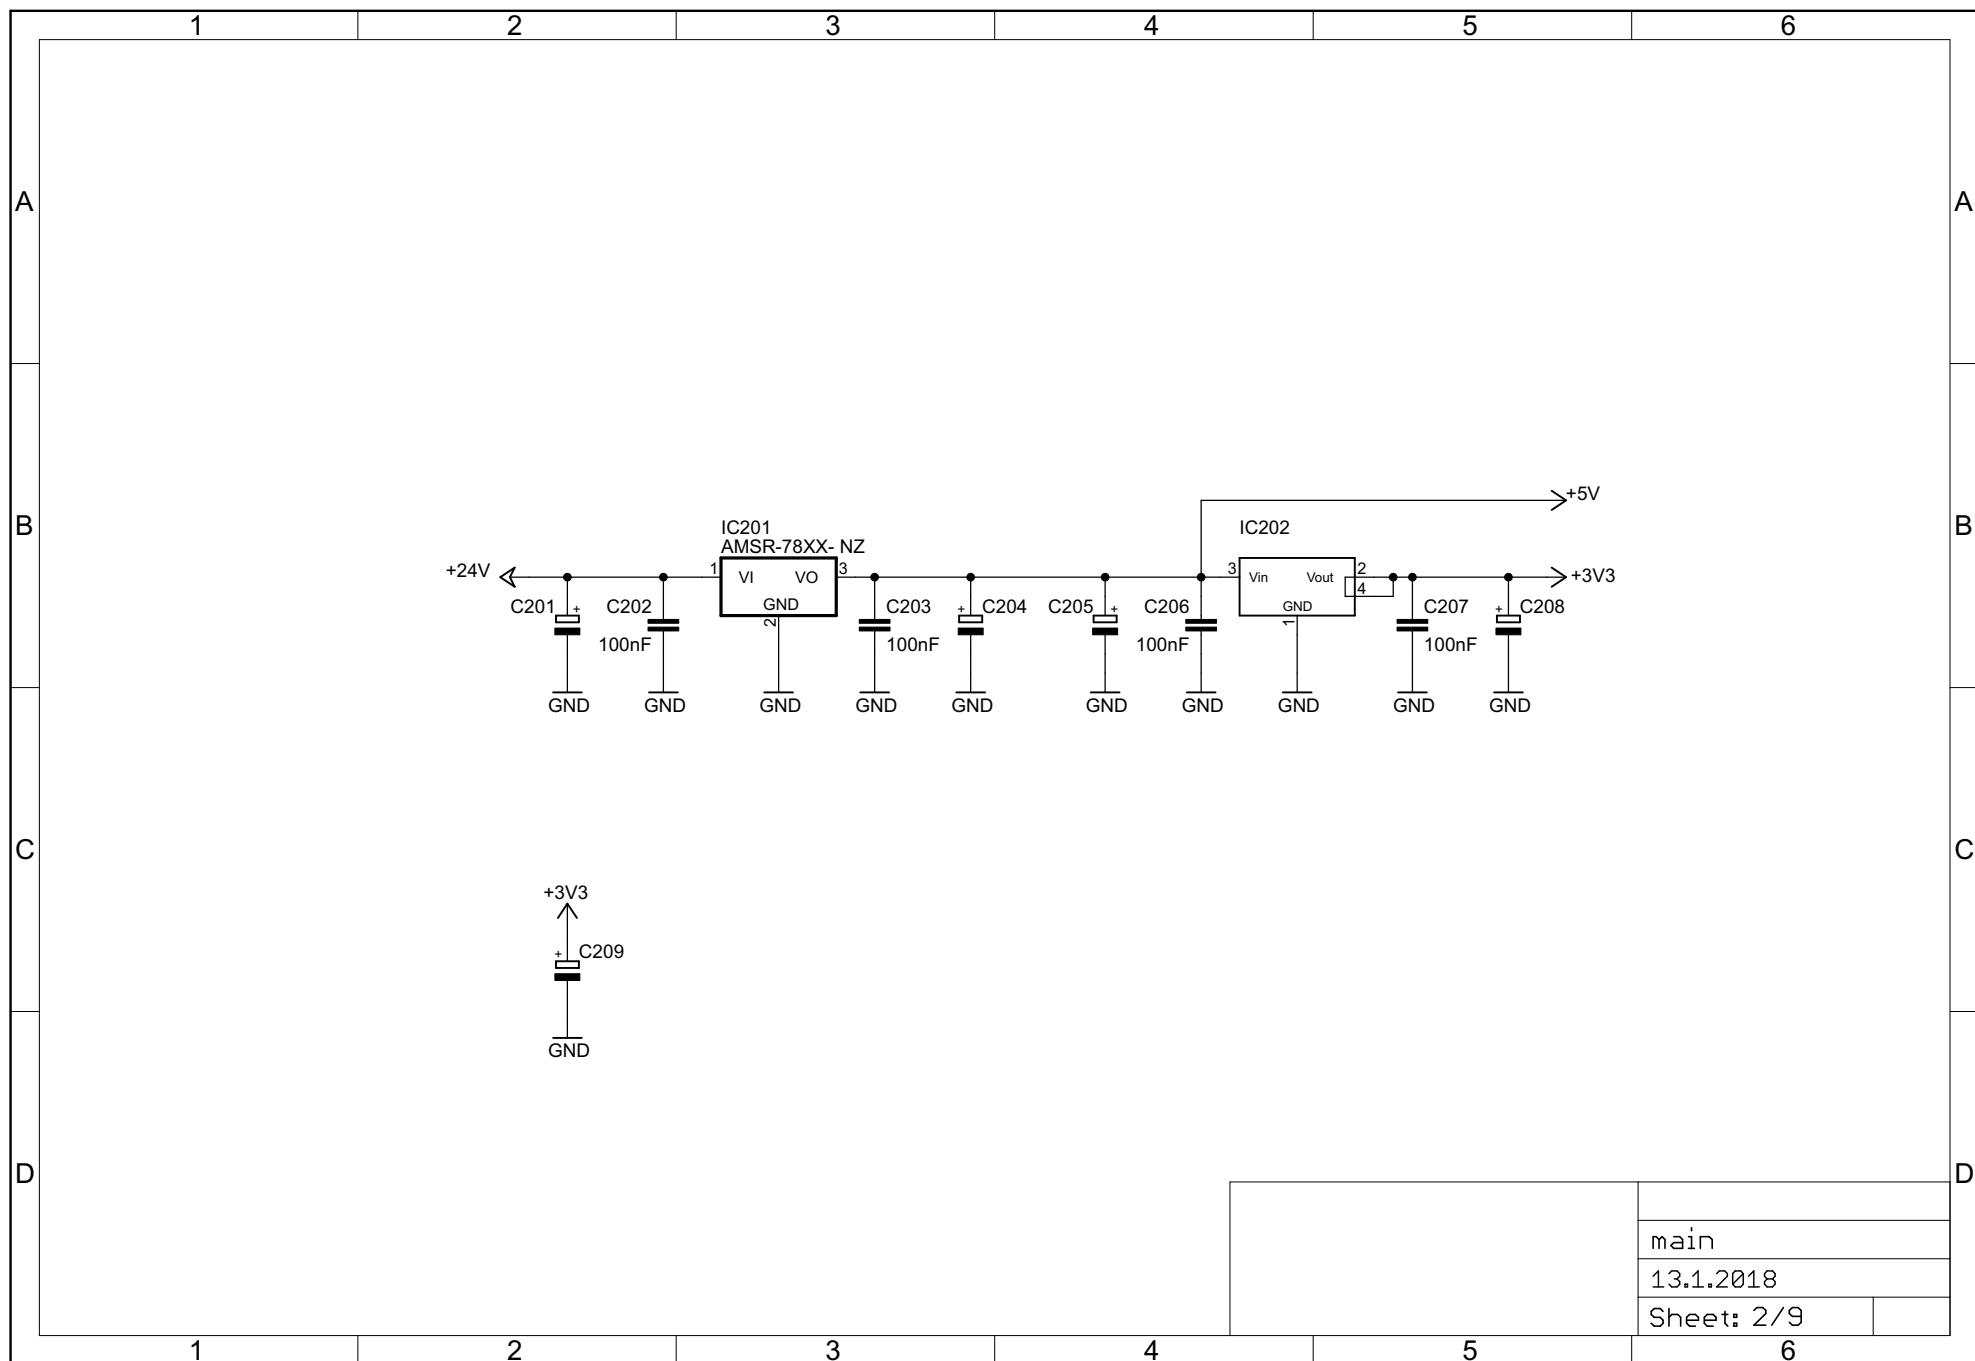 1 2 3 4 5 6
A A
+5V
B IC201 IC202 B
AMSR-78XX- NZ
+24V 1 VI VO 3 3 Vin Vout 2 +3V3
4
C201 + C202 GND C203 + C204 C205 + C206 GND C207 + C208
2 1
100nF 100nF 100nF 100nF
GND GND GND GND GND GND GND GND GND GND
C C
+3V3
+ C209
GND
D D
main
13.1.2018
Sheet: 2/9
1 2 3 4 5 6